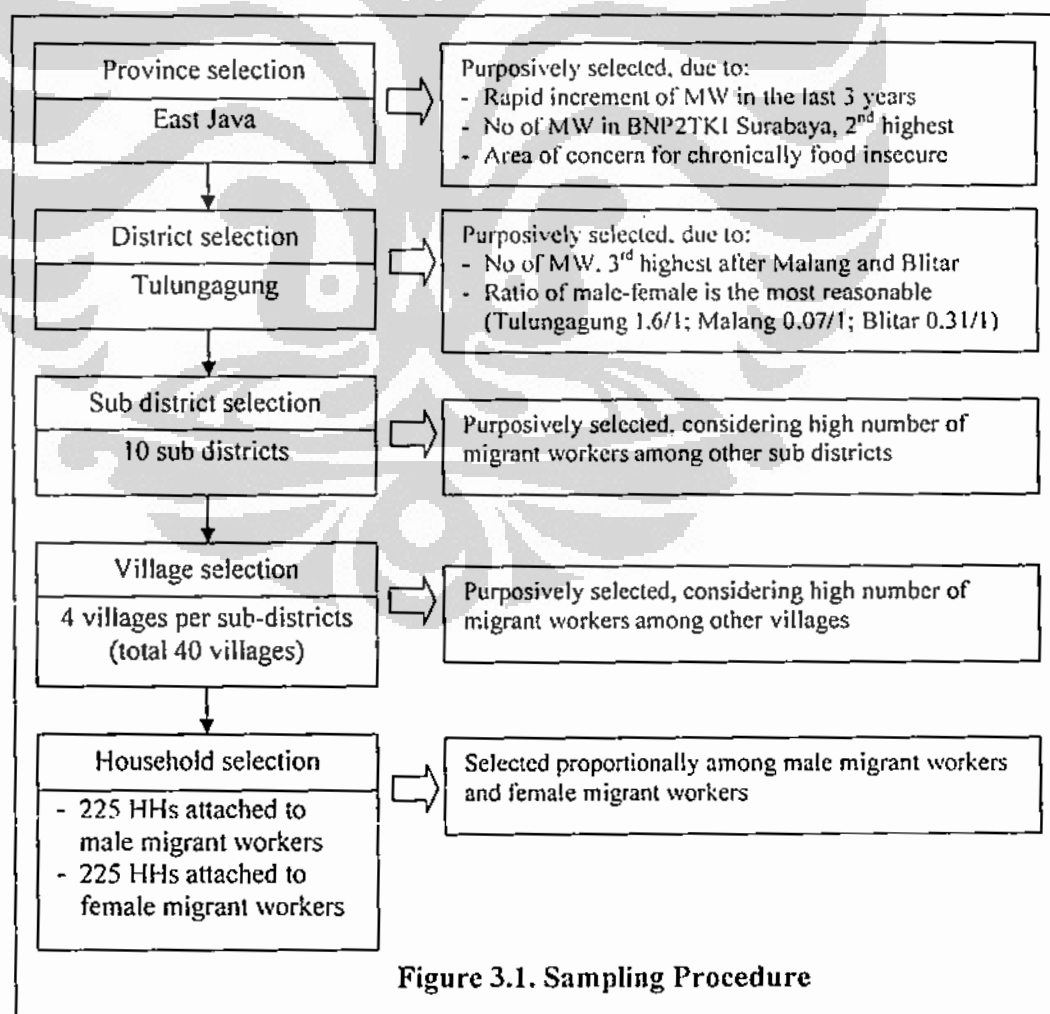 Province selection
East Java
Purposively selected, due to:
- Rapid increment of MW in the last 3 years
- No of MW in BNP2TKI Surabaya, 2nd highest
- Area of concern for chronically food insecure
District selection
Tulungagung
Purposively selected, due to:
- No of MW, 3rd highest after Malang and Blitar
- Ratio of male-female is the most reasonable
(Tulungagung 1.6/1; Malang 0.07/1; Blitar 0.31/1)
Sub district selection
10 sub districts
Purposively selected, considering high number of
migrant workers among other sub districts
Village selection
4 villages per sub-districts
(total 40 villages)
Purposively selected, considering high number of
migrant workers among other villages
Household selection
- 225 HHs attached to
male migrant workers
- 225 HHs attached to
female migrant workers
Selected proportionally among male migrant workers
and female migrant workers
Figure 3.1. Sampling Procedure